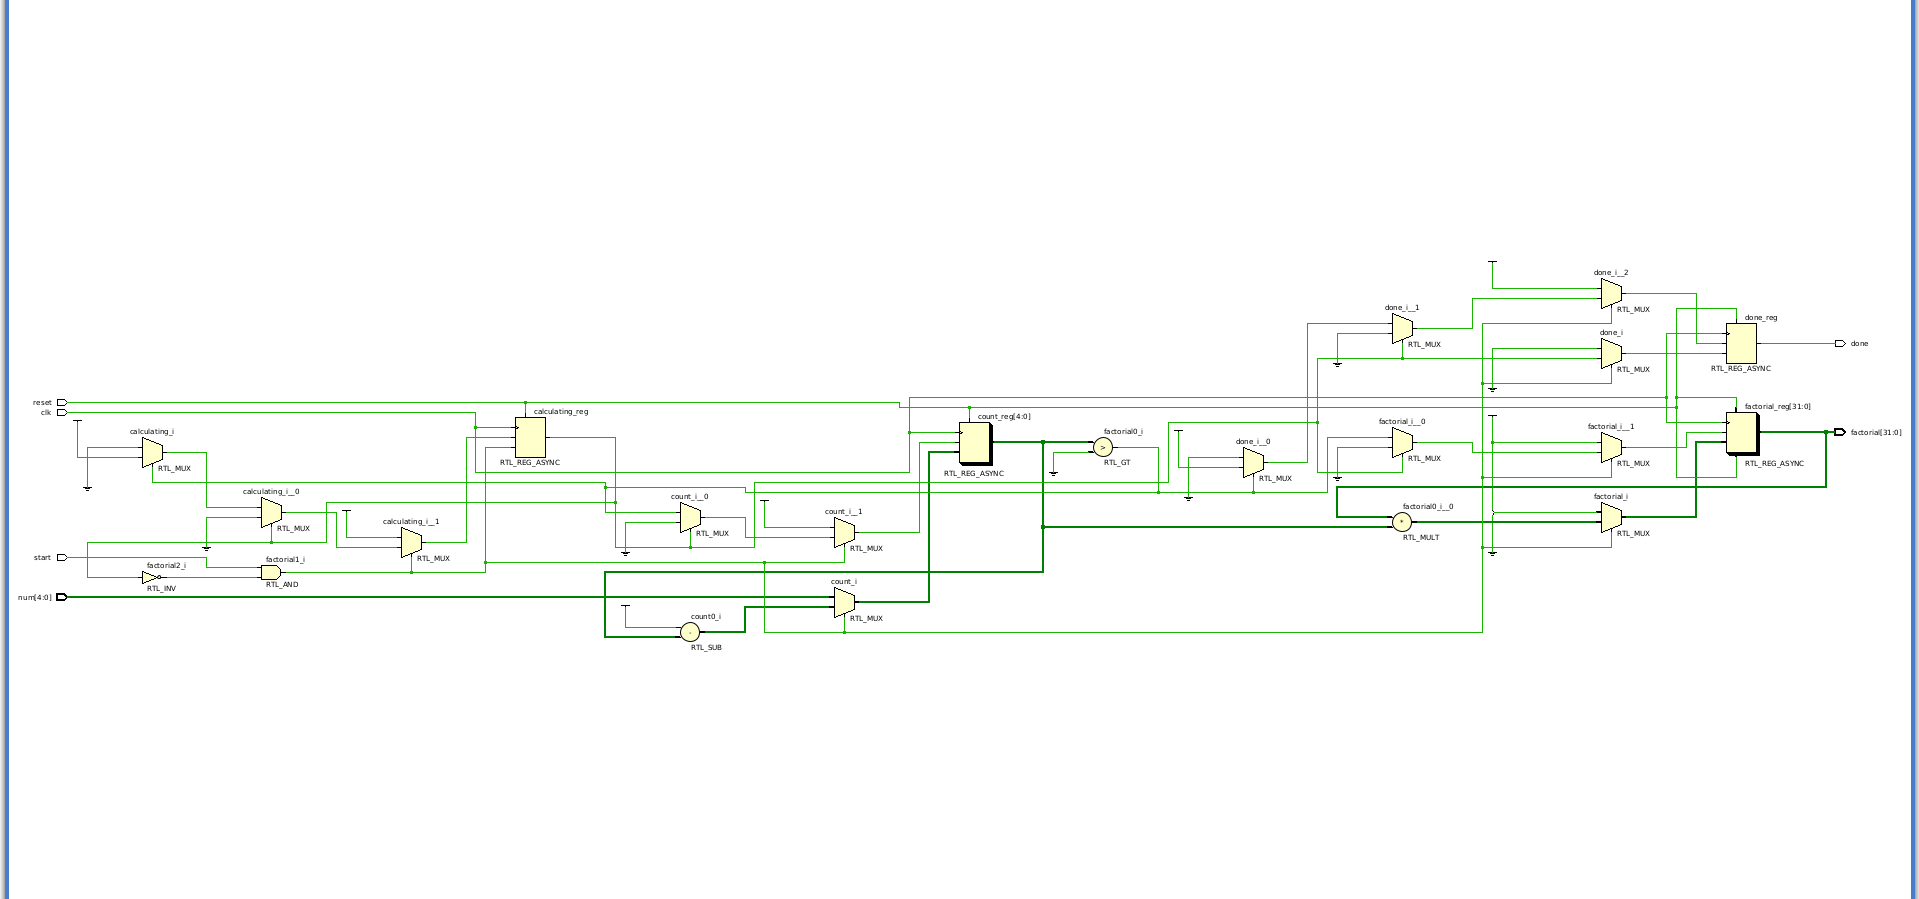 done_i__2
RTL_MUX
done_i__1
RTL_MUX
done_reg
RTL_REG_ASYNC
done
done_i
RTL_MUX
reset
clk
calculating_reg
RTL_REG_ASYNC
count_reg[4:0]
RTL_REG_ASYNC
factorial_reg[31:0]
RTL_REG_ASYNC
factorial[31:0]
calculating_i
RTL_MUX
factorial0_i
>
RTL_GT
done_i__0
RTL_MUX
factorial_i__0
RTL_MUX
factorial_i__1
RTL_MUX
calculating_i__0
RTL_MUX
count_i__0
RTL_MUX
count_i__1
RTL_MUX
factorial0_i__0
*
RTL_MULT
factorial_i
RTL_MUX
calculating_i__1
RTL_MUX
start
factorial2_i
RTL_INV
factorial1_i
RTL_AND
num[4:0]
count_i
RTL_MUX
count0_i
-
RTL_SUB